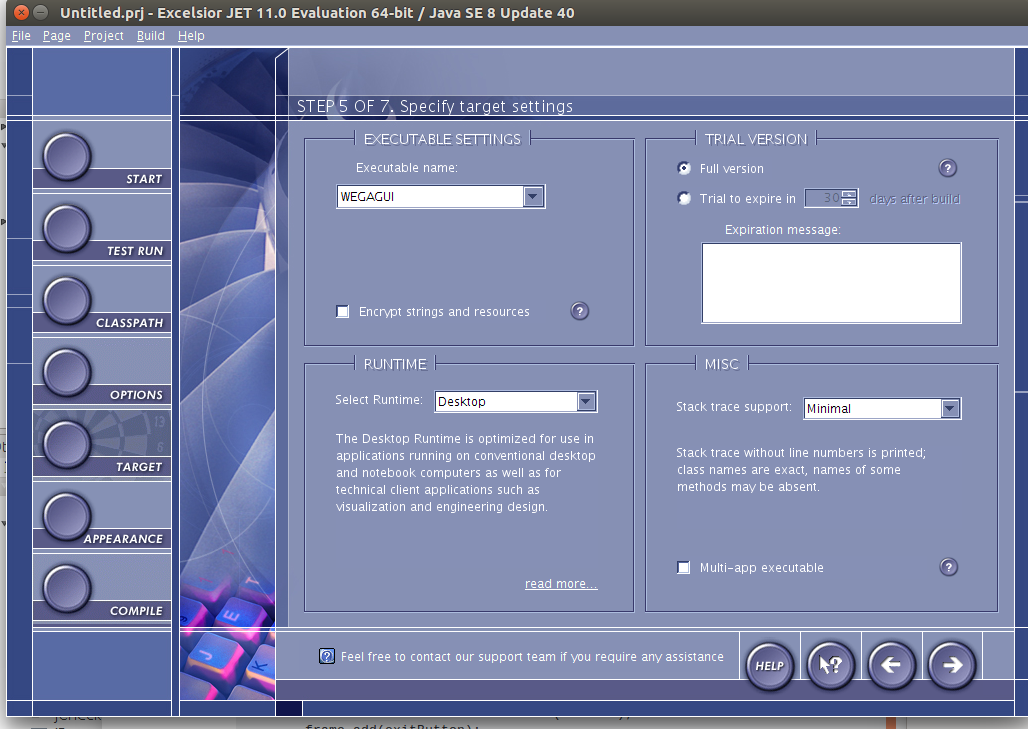 Untitled.prj - Excelsior JET 11.0 Evaluation 64-bit / Java SE 8 Update 40
File Page Project Build Help
START
TEST RUN
CLASSPATH
OPTIONS
13
6
TARGET
APPEARANCE
COMPILE
STEP 5 OF 7. Specify target settings
EXECUTABLE SETTINGS
Executable name:
WEGAGUI
Encrypt strings and resources
?
TRIAL VERSION
Full version
?
Trial to expire in 30 days after build
Expiration message:
RUNTIME
Select Runtime: Desktop
The Desktop Runtime is optimized for use in
applications running on conventional desktop
and notebook computers as well as for
technical client applications such as
visualization and engineering design.
read more...
MISC
Stack trace support: Minimal
Stack trace without line numbers is printed;
class names are exact, names of some
methods may be absent.
Multi-app executable
?
E
J
K
? Feel free to contact our support team if you require any assistance
HELP
?
frame.add(exitButton);